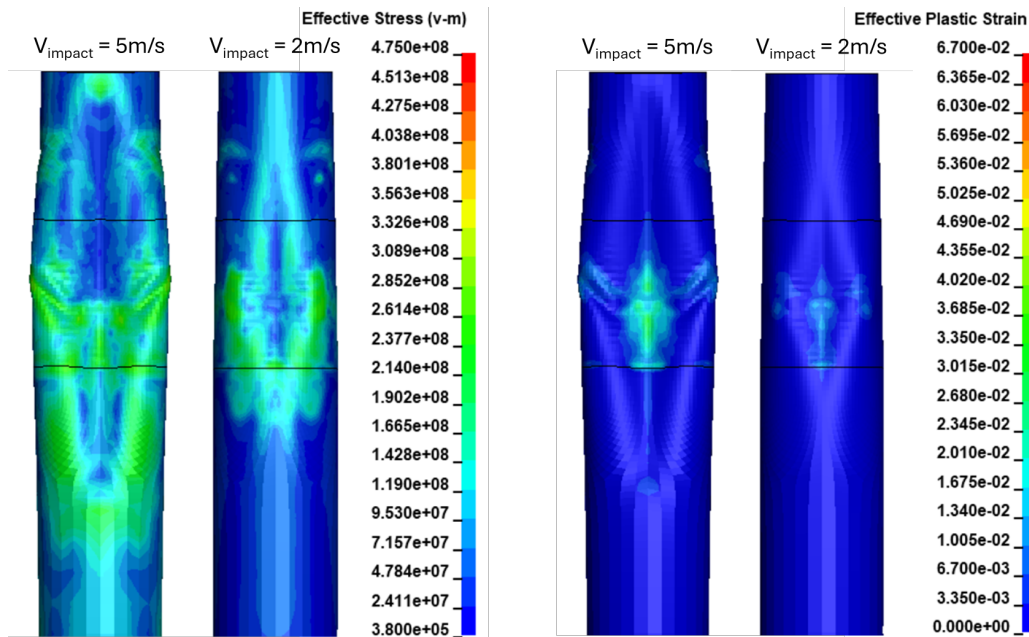 Effective Stress (v-m)
V_impact = 5m/s
V_impact = 2m/s
4.750e+08
4.513e+08
4.275e+08
4.038e+08
3.801e+08
3.563e+08
3.326e+08
3.089e+08
2.852e+08
2.614e+08
2.377e+08
2.140e+08
1.902e+08
1.665e+08
1.428e+08
1.190e+08
9.530e+07
7.157e+07
4.784e+07
2.411e+07
3.800e+05
Effective Plastic Strain
V_impact = 5m/s
V_impact = 2m/s
6.700e-02
6.365e-02
6.030e-02
5.695e-02
5.360e-02
5.025e-02
4.690e-02
4.355e-02
4.020e-02
3.685e-02
3.350e-02
3.015e-02
2.680e-02
2.345e-02
2.010e-02
1.675e-02
1.340e-02
1.005e-02
6.700e-03
3.350e-03
0.000e+00